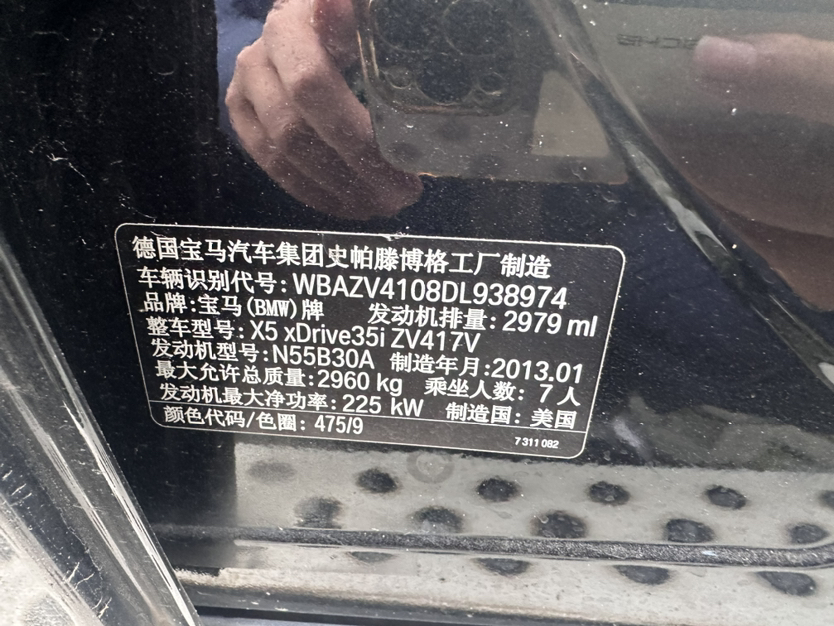 德国宝马汽车集团史帕滕博格工厂制造
车辆识别代号: WBAZV4108DL938974
品牌:宝马(BMW)牌 发动机排量: 2979 ml
整车型号: X5 xDrive35i ZV417V
发动机型号: N55B30A 制造年月:2013.01
最大允许总质量: 2960 kg 乘坐人数: 7人
发动机最大净功率: 225 kW 制造国: 美国
颜色代码/色圈: 475/9
7 311 082